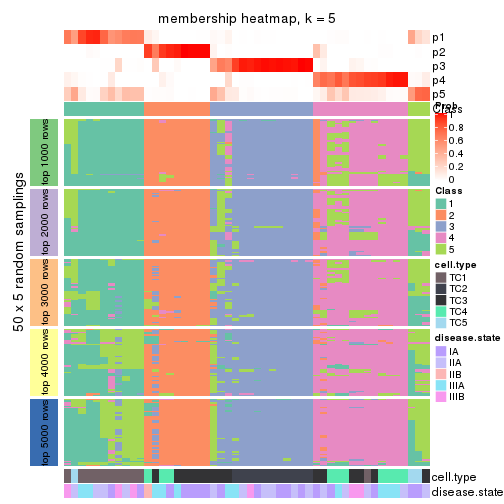 membership heatmap, k = 5
p1
p2
p3
p4
p5
Class
Prob
1
0.8
0.6
0.4
0.2
0
Class
1
2
3
4
5
cell.type
TC1
TC2
TC3
TC4
TC5
disease.state
IA
IIA
IIB
IIIA
IIIB
50 x 5 random samplings
top 1000 rows
top 2000 rows
top 3000 rows
top 4000 rows
top 5000 rows
cell.type
disease.state